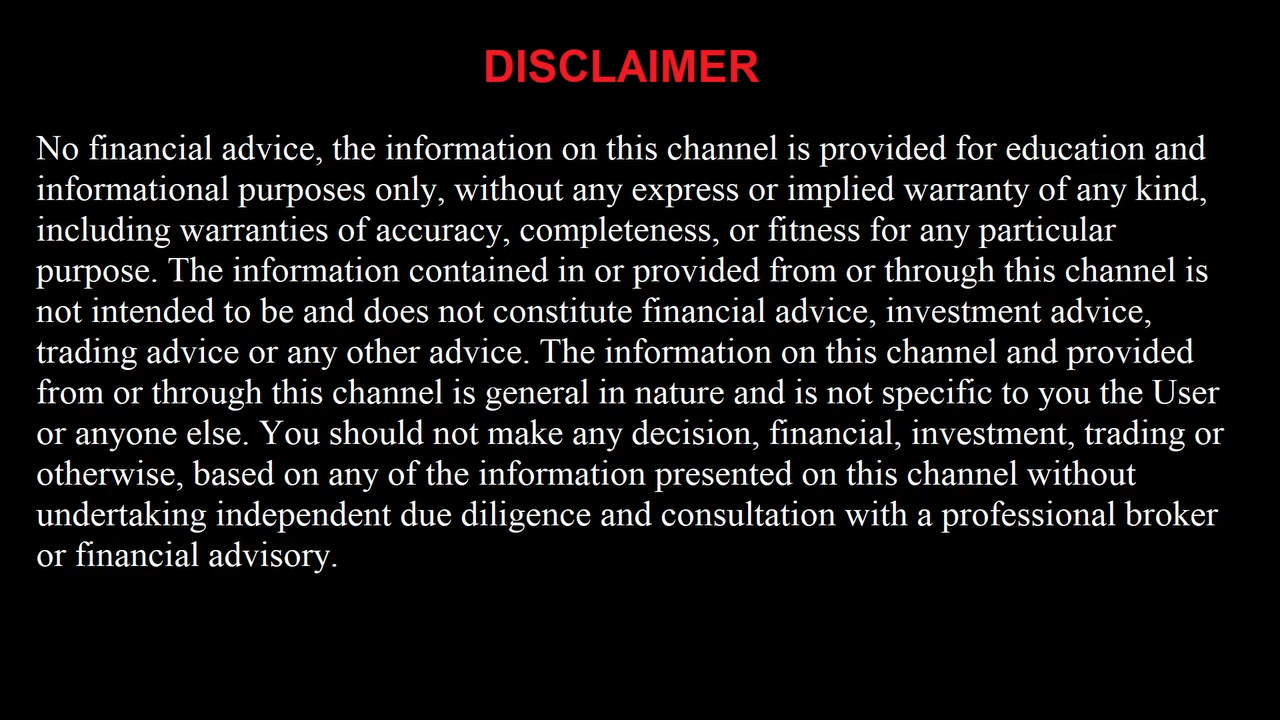 DISCLAIMER
No financial advice, the information on this channel is provided for education and
informational purposes only, without any express or implied warranty of any kind,
including warranties of accuracy, completeness, or fitness for any particular
purpose. The information contained in or provided from or through this channel is
not intended to be and does not constitute financial advice, investment advice,
trading advice or any other advice. The information on this channel and provided
from or through this channel is general in nature and is not specific to you the User
or anyone else. You should not make any decision, financial, investment, trading or
otherwise, based on any of the information presented on this channel without
undertaking independent due diligence and consultation with a professional broker
or financial advisory.